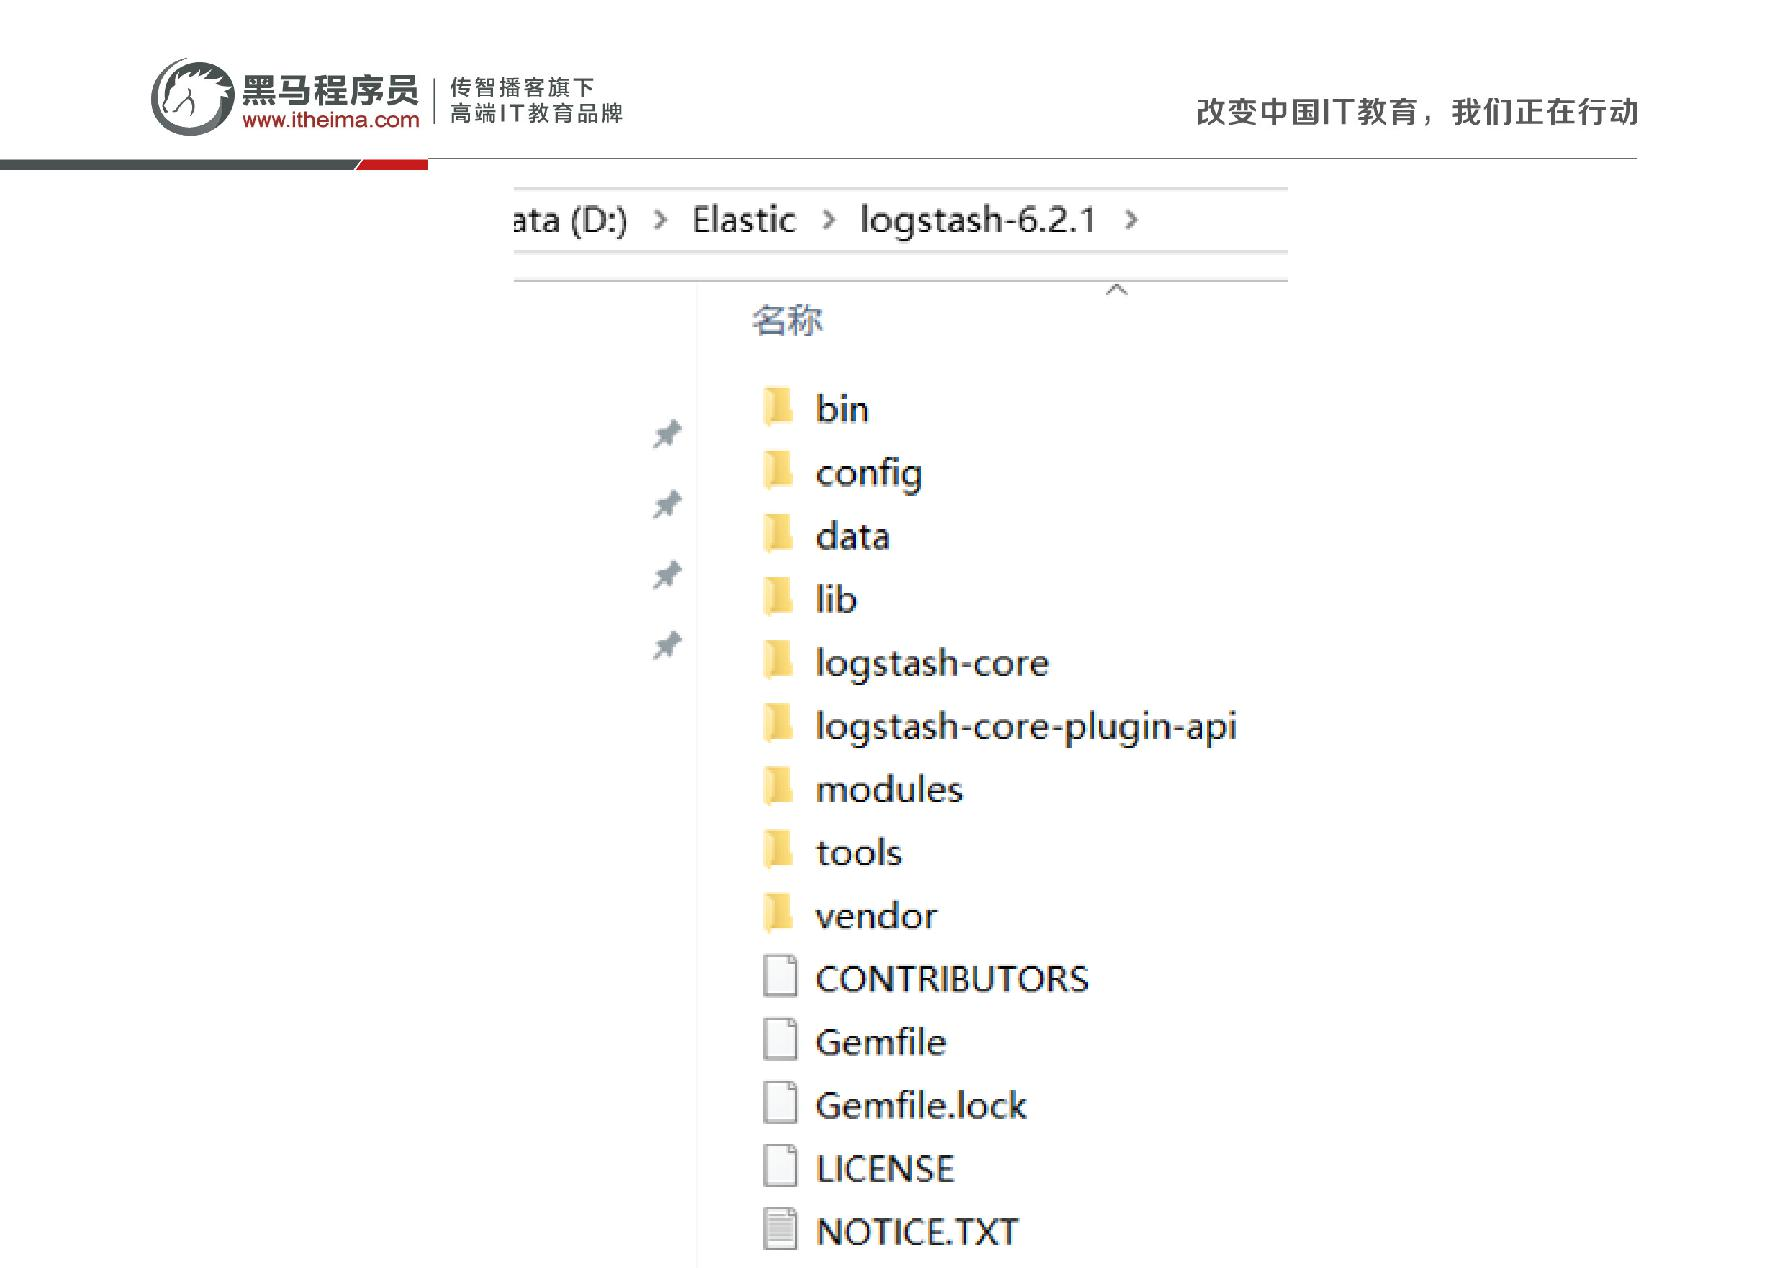 黑马程序员
www.itheima.com
传智播客旗下
高端IT教育品牌
改变中国IT教育，我们正在行动
ata (D:) > Elastic > logstash-6.2.1 >
名称
bin
config
data
lib
logstash-core
logstash-core-plugin-api
modules
tools
vendor
CONTRIBUTORS
Gemfile
Gemfile.lock
LICENSE
NOTICE.TXT